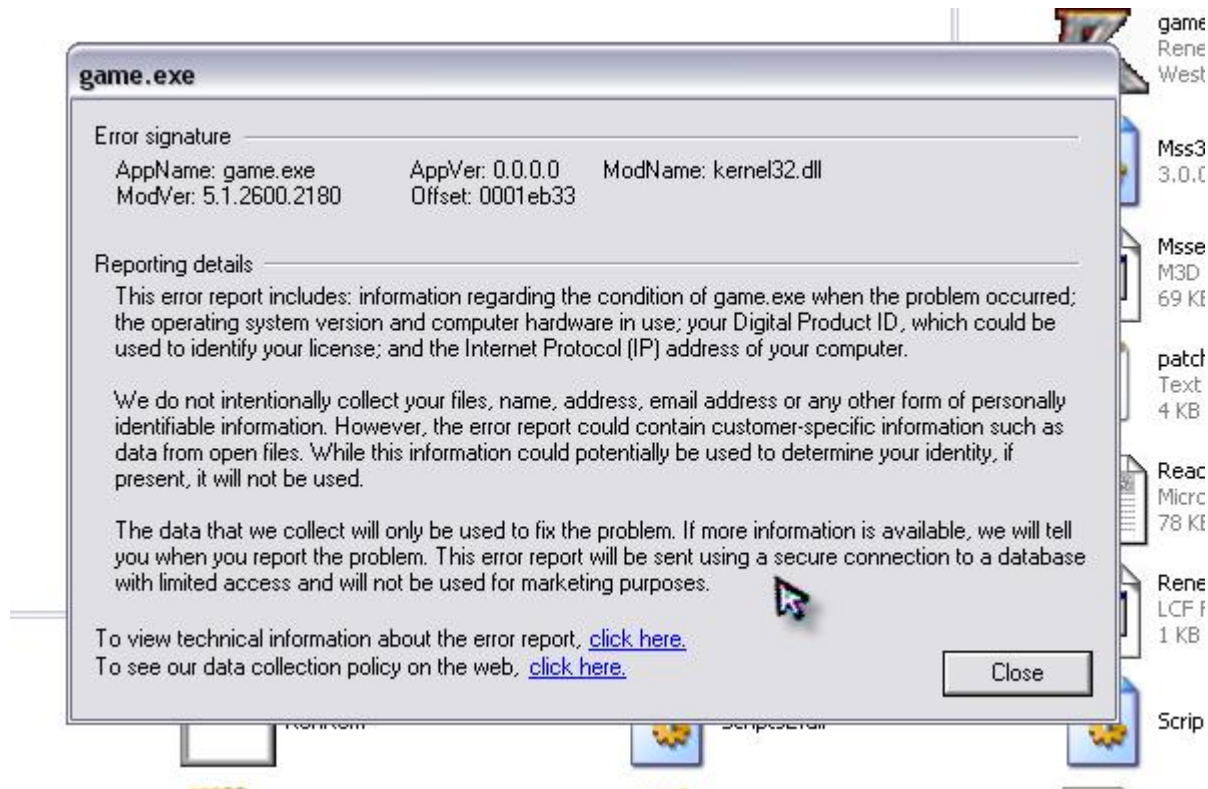 game.exe
Error signature
AppName: game.exe AppVer: 0.0.0.0 ModName: kernel32.dll
ModVer: 5.1.2600.2180 Offset: 0001eb33
Reporting details
This error report includes: information regarding the condition of game.exe when the problem occurred;
the operating system version and computer hardware in use; your Digital Product ID, which could be
used to identify your license; and the Internet Protocol (IP) address of your computer.
We do not intentionally collect your files, name, address, email address or any other form of personally
identifiable information. However, the error report could contain customer-specific information such as
data from open files. While this information could potentially be used to determine your identity, if
present, it will not be used.
The data that we collect will only be used to fix the problem. If more information is available, we will tell
you when you report the problem. This error report will be sent using a secure connection to a database
with limited access and will not be used for marketing purposes.
To view technical information about the error report, click here.
To see our data collection policy on the web, click here.
Close
game
Rene
West
Mss3
3.0.0
Msse
M3D
69 KB
patch
Text
4 KB
Read
Micro
78 KB
Rene
LCF F
1 KB
Scrip